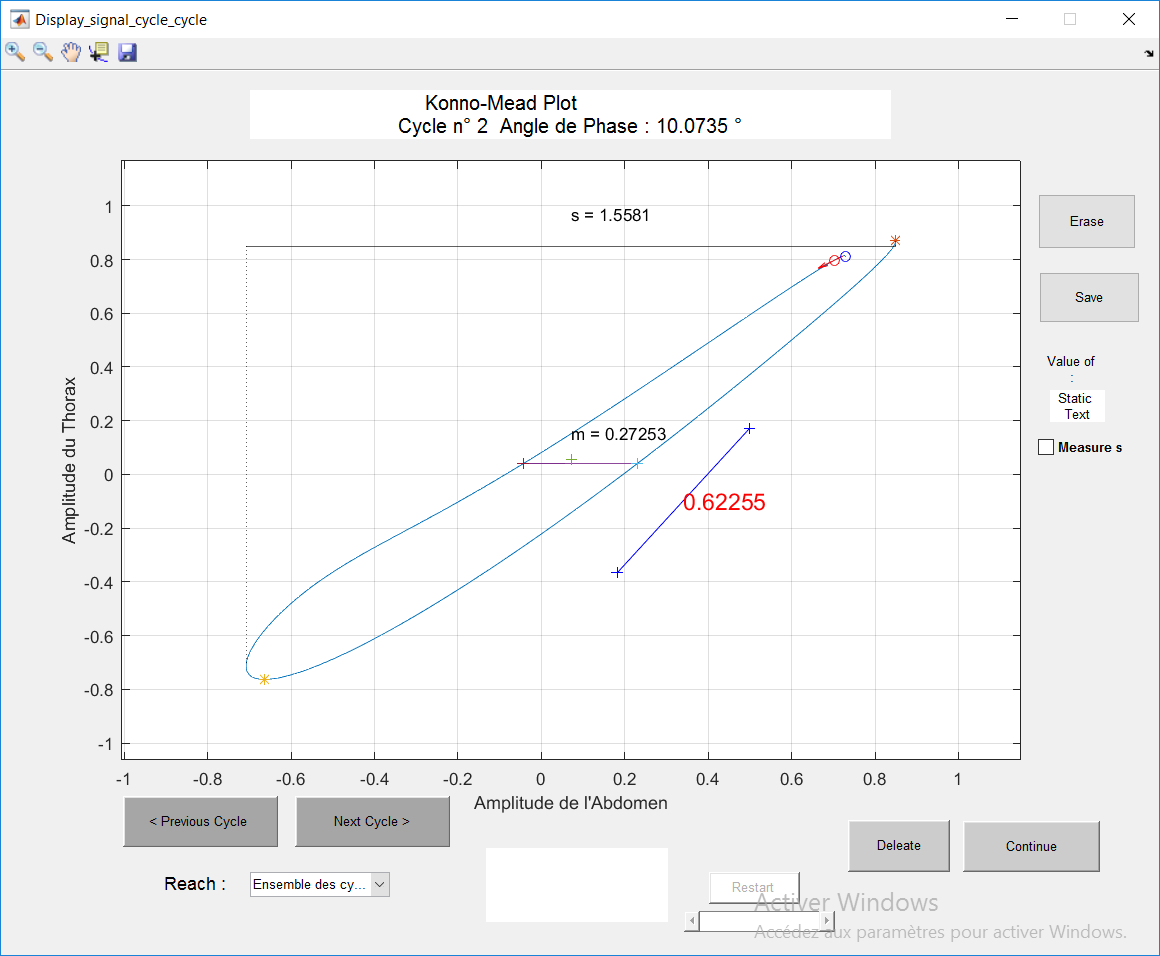 Display_signal_cycle_cycle
Konno-Mead Plot
Cycle n° 2 Angle de Phase : 10.0735 °
s = 1.5581
m = 0.27253
0.62255
Amplitude du Thorax
1
0.8
0.6
0.4
0.2
0
-0.2
-0.4
-0.6
-0.8
-1
-1 -0.8 -0.6 -0.4 -0.2 0 0.2 0.4 0.6 0.8 1
Amplitude de l'Abdomen
Erase
Save
Value of
:
Static
Text
Measure s
< Previous Cycle
Next Cycle >
Deleate
Continue
Reach :
Ensemble des cy...
Restart
Activer Windows
Accédez aux paramètres pour activer Windows.